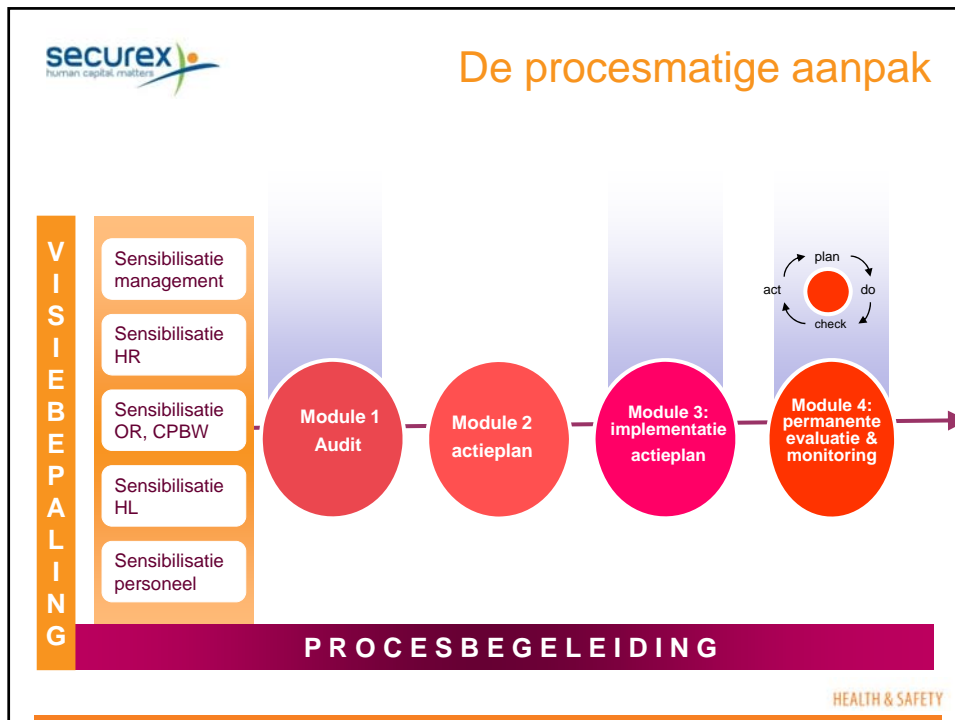 securex
human capital matters
De procesmatige aanpak
VISIEBEPALING
Sensibilisatie
management
Sensibilisatie
HR
Sensibilisatie
OR, CPBW
Sensibilisatie
HL
Sensibilisatie
personeel
Module 1
Audit
Module 2
actieplan
Module 3:
implementatie
actieplan
plan
act
do
check
Module 4:
permanente
evaluatie &
monitoring
PROCESBEGELEIDING
HEALTH & SAFETY